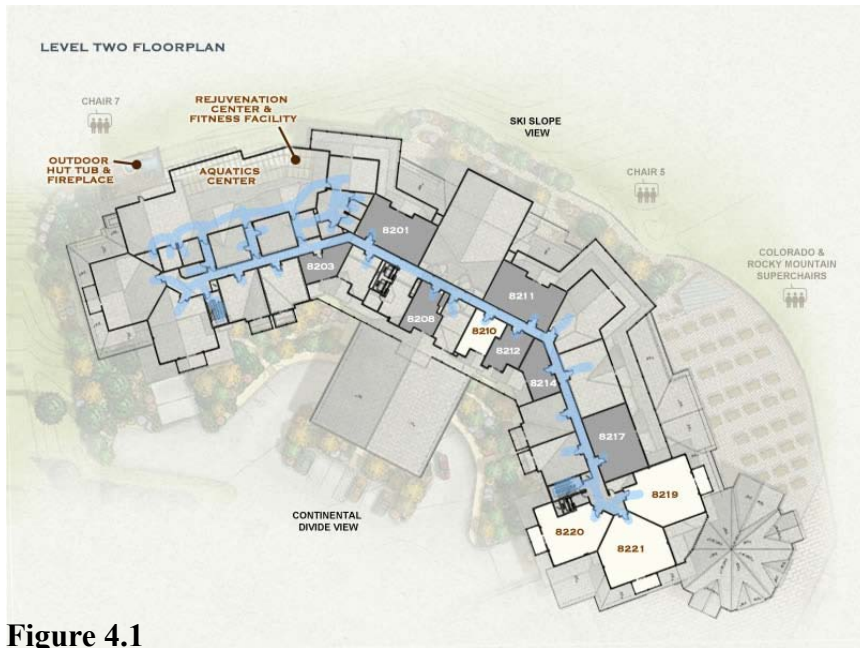 LEVEL TWO FLOORPLAN
CHAIR 7
REJUVENATION
CENTER &
FITNESS FACILITY
SKI SLOPE
VIEW
OUTDOOR
HUT TUB &
FIREPLACE
AQUATICS
CENTER
CHAIR 5
COLORADO &
ROCKY MOUNTAIN
SUPERCHAIRS
8201
8203
8211
8208
8210
8212
8214
8217
8219
8220
8221
CONTINENTAL
DIVIDE VIEW
Figure 4.1